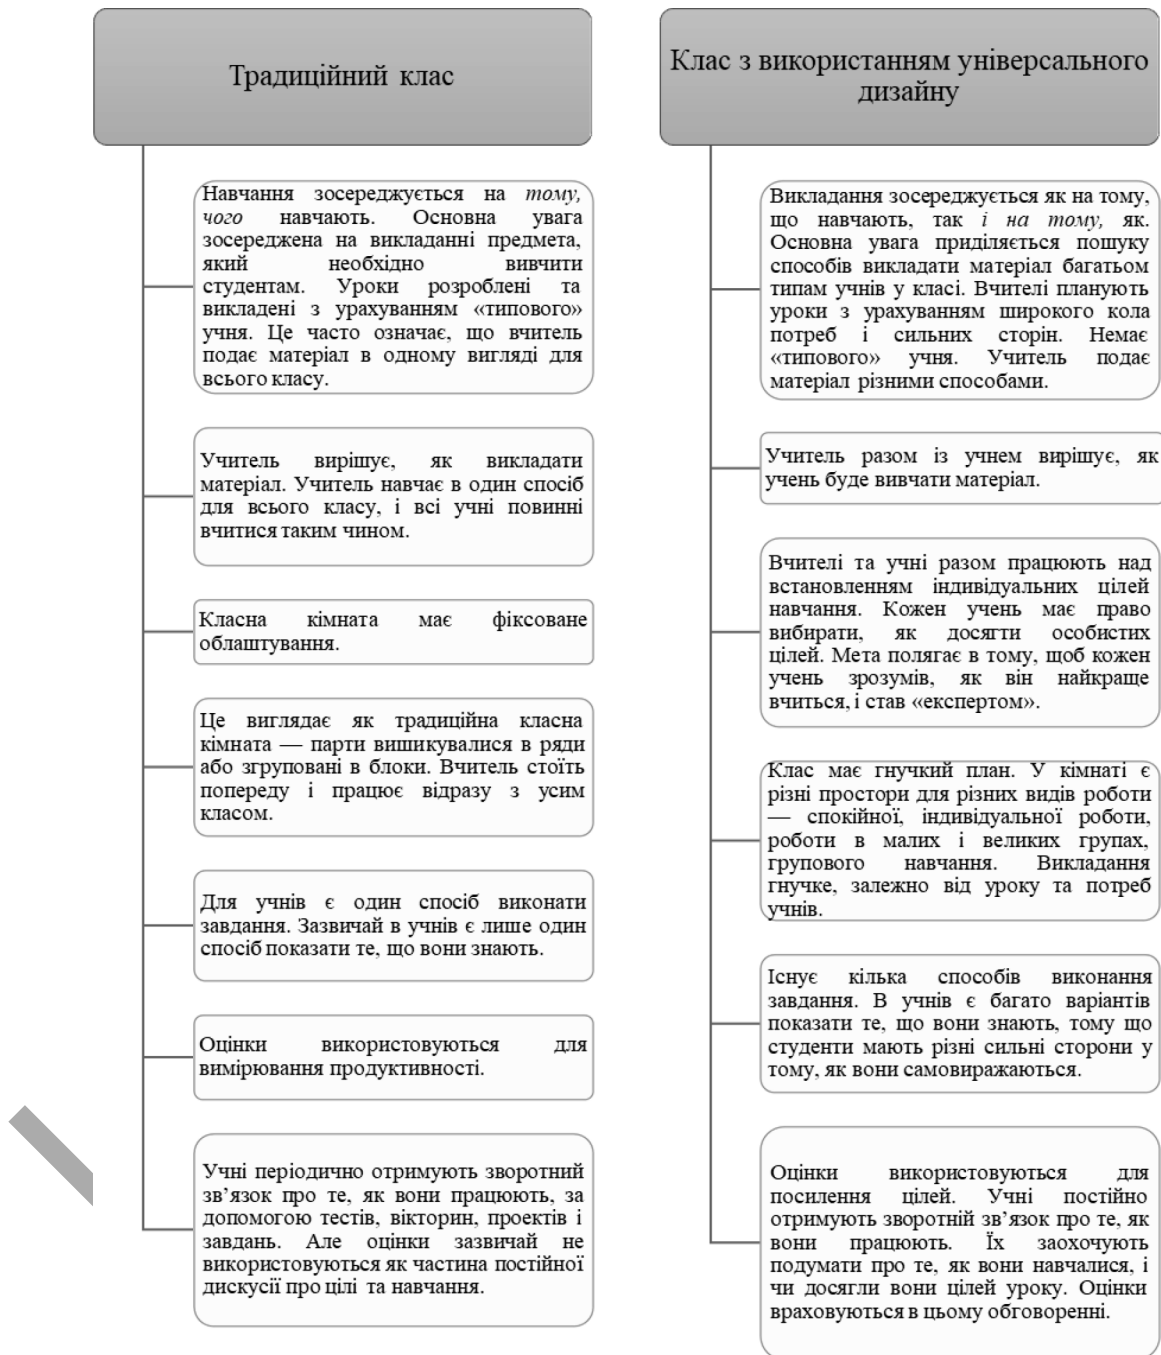 Традиційний клас
Навчання зосереджується на тому,
чого навчають. Основна увага
зосереджена на викладанні предмета,
який необхідно вивчити
студентам. Уроки розроблені та
викладені з урахуванням «типового»
учня. Це часто означає, що вчитель
подає матеріал в одному вигляді для
всього класу.
Учитель вирішує, як викладати
матеріал. Учитель навчає в один спосіб
для всього класу, і всі учні повинні
вчитися таким чином.
Класна кімната має фіксоване
облаштування.
Це виглядає як традиційна класна
кімната — парти вишикувалися в ряди
або згруповані в блоки. Вчитель стоїть
попереду і працює відразу з усим
класом.
Для учнів є один спосіб виконати
завдання. Зазвичай в учнів є лише один
спосіб показати те, що вони знають.
Оцінки використовуються для
вимірювання продуктивності.
Учні періодично отримують зворотний
зв’язок про те, як вони працюють, за
допомогою тестів, вікторин, проектів і
завдань. Але оцінки зазвичай не
використовуються як частина постійної
дискусії про цілі та навчання.
Клас з використанням універсального
дизайну
Викладання зосереджується як на тому,
що навчають, так і на тому, як.
Основна увага приділяється пошуку
способів викладати матеріал багатьом
типам учнів у класі. Вчителі планують
уроки з урахуванням широкого кола
потреб і сильних сторін. Немає
«типового» учня. Учитель подає
матеріал різними способами.
Учитель разом із учнем вирішує, як
учень буде вивчати матеріал.
Вчителі та учні разом працюють над
встановленням індивідуальних цілей
навчання. Кожен учень має право
вибирати, як досягти особистих
цілей. Мета полягає в тому, щоб кожен
учень зрозумів, як він найкраще
вчиться, і став «експертом».
Клас має гнучкий план. У кімнаті є
різні простори для різних видів роботи
— спокійної, індивідуальної роботи,
роботи в малих і великих групах,
групового навчання. Викладання
гнучке, залежно від уроку та потреб
учнів.
Існує кілька способів виконання
завдання. В учнів є багато варіантів
показати те, що вони знають, тому що
студенти мають різні сильні сторони у
тому, як вони самовиражаються.
Оцінки використовуються для
посилення цілей. Учні постійно
отримують зворотній зв’язок про те, як
вони працюють. Їх заохочують
подумати про те, як вони навчалися, і
чи досягли вони цілей уроку. Оцінки
враховуються в цьому обговоренні.